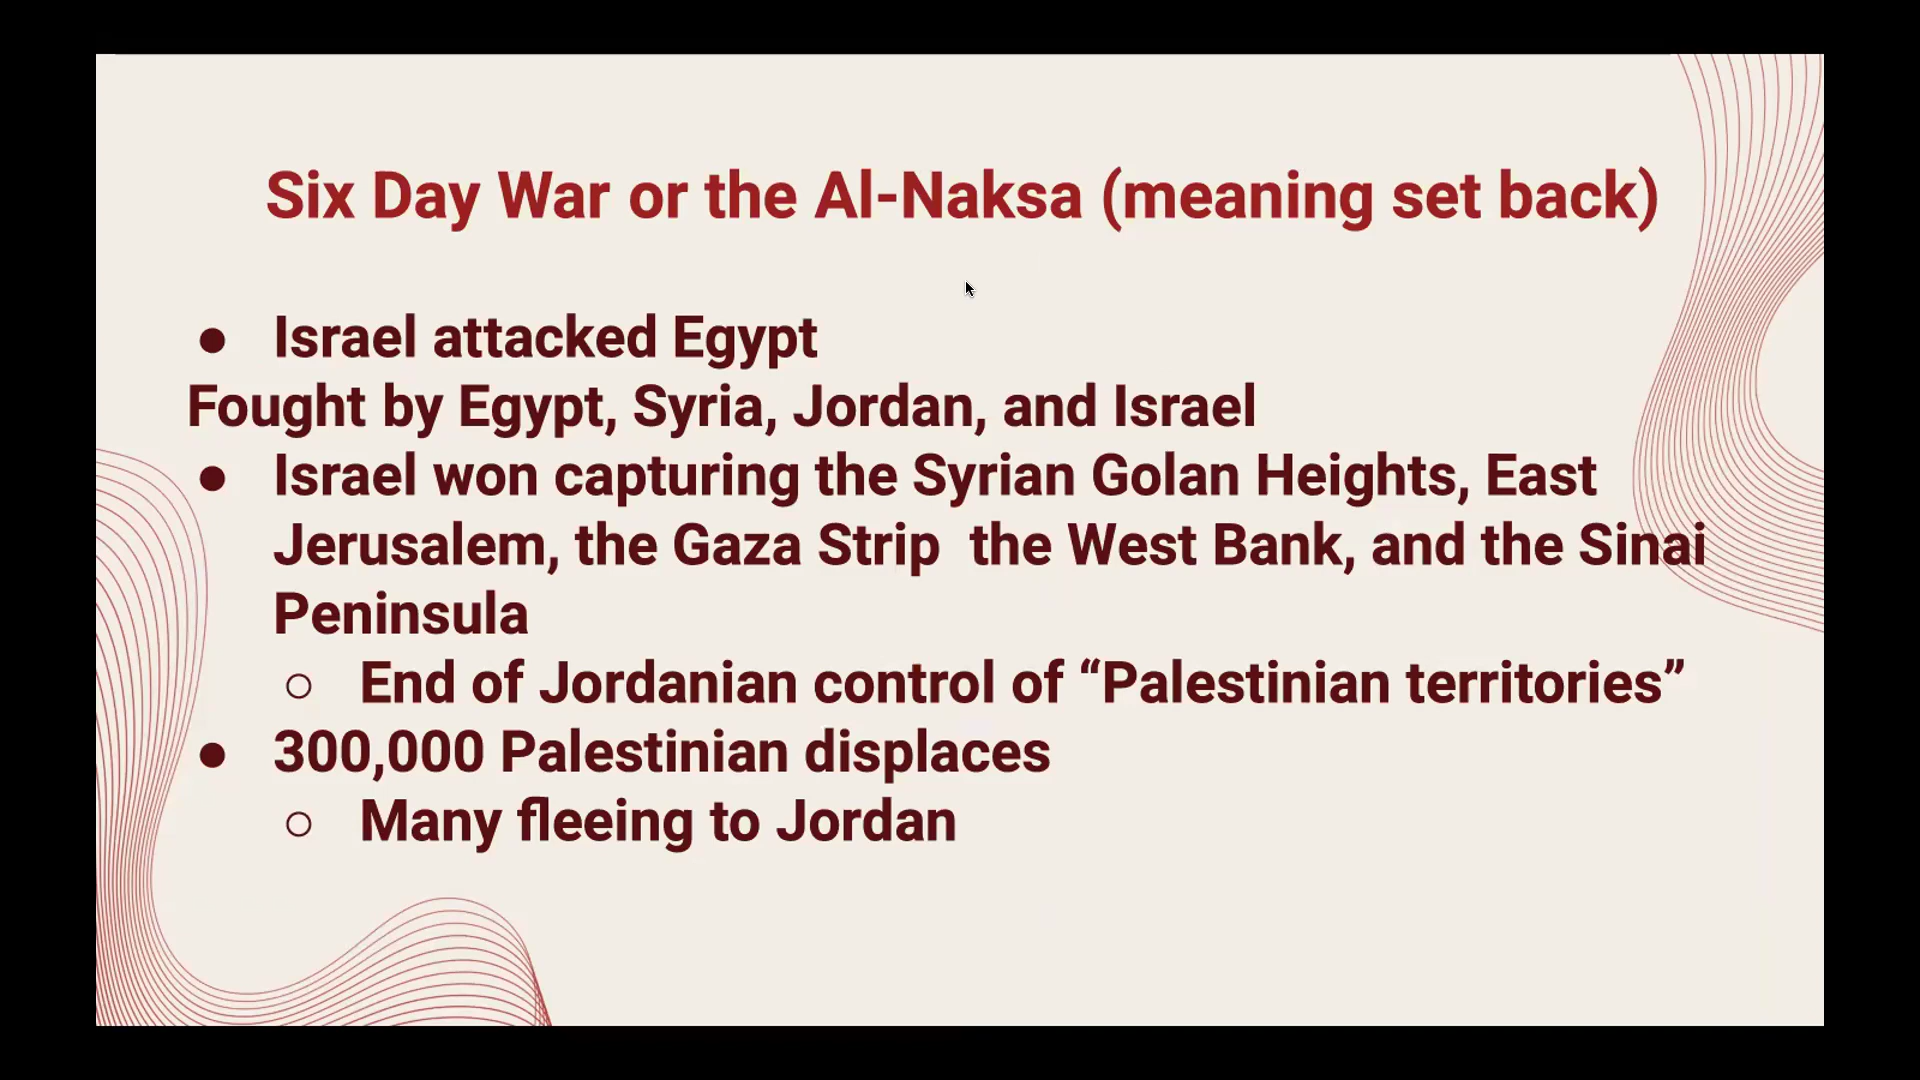 Six Day War or the Al-Naksa (meaning set back)
● Israel attacked Egypt
Fought by Egypt, Syria, Jordan, and Israel
● Israel won capturing the Syrian Golan Heights, East
Jerusalem, the Gaza Strip  the West Bank, and the Sinai
Peninsula
○ End of Jordanian control of “Palestinian territories”
● 300,000 Palestinian displaces
○ Many fleeing to Jordan